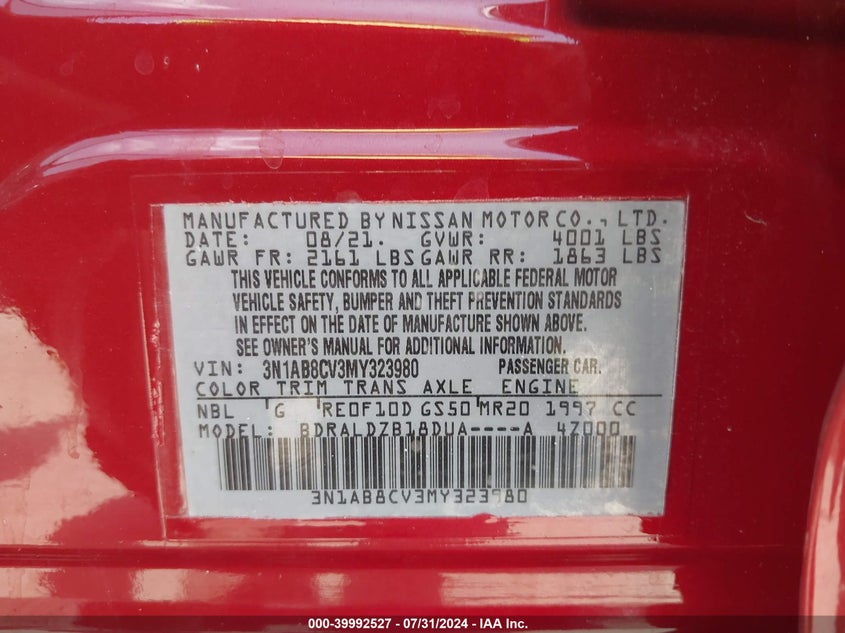 MANUFACTURED BY NISSAN MOTOR CO., LTD.
DATE: 08/21. GVWR: 4001 LBS
GAWR FR: 2161 LBS GAWR RR: 1863 LBS
THIS VEHICLE CONFORMS TO ALL APPLICABLE FEDERAL MOTOR
VEHICLE SAFETY, BUMPER AND THEFT PREVENTION STANDARDS
IN EFFECT ON THE DATE OF MANUFACTURE SHOWN ABOVE.
SEE OWNER'S MANUAL FOR ADDITIONAL INFORMATION.
VIN: 3N1AB8CV3MY323980 PASSENGER CAR.
COLOR TRIM TRANS AXLE ENGINE
NBL G RE0F10D GS50 MR20 1997 CC
MODEL: BDRALDZB18DUA----A 4Z000
3N1AB8CV3MY323980
000-39992527 - 07/31/2024 - IAA Inc.